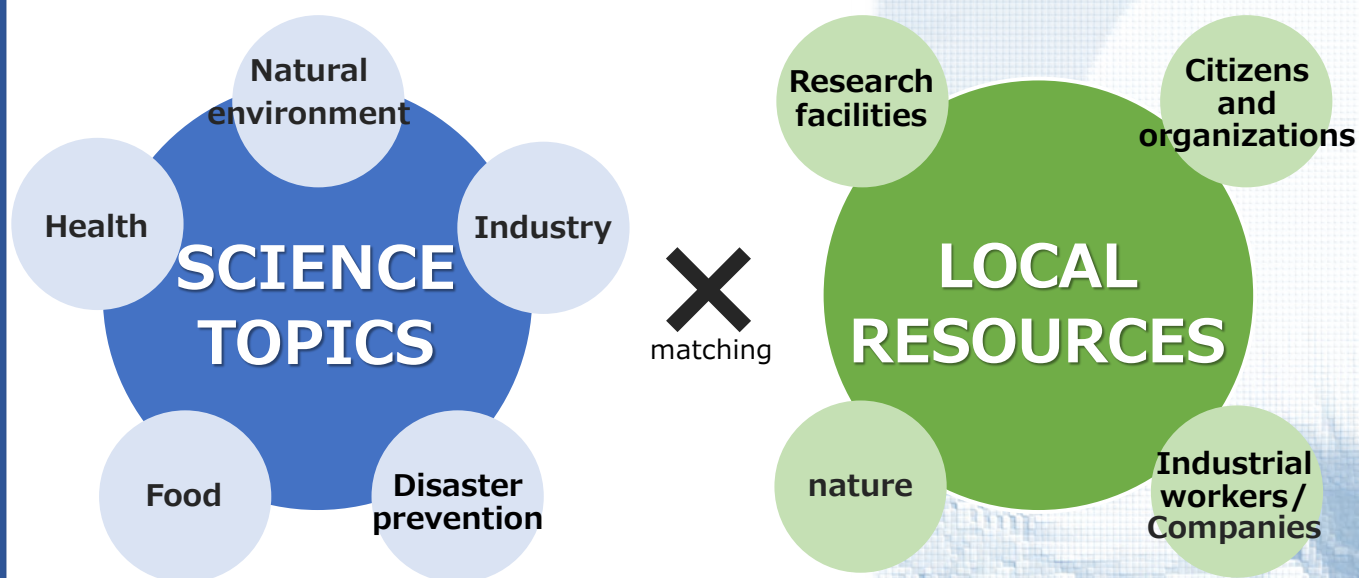 Natural
environment
Health
Industry
SCIENCE
TOPICS
Food
Disaster
prevention
matching
Research
facilities
Citizens
and
organizations
LOCAL
RESOURCES
nature
Industrial
workers/
Companies